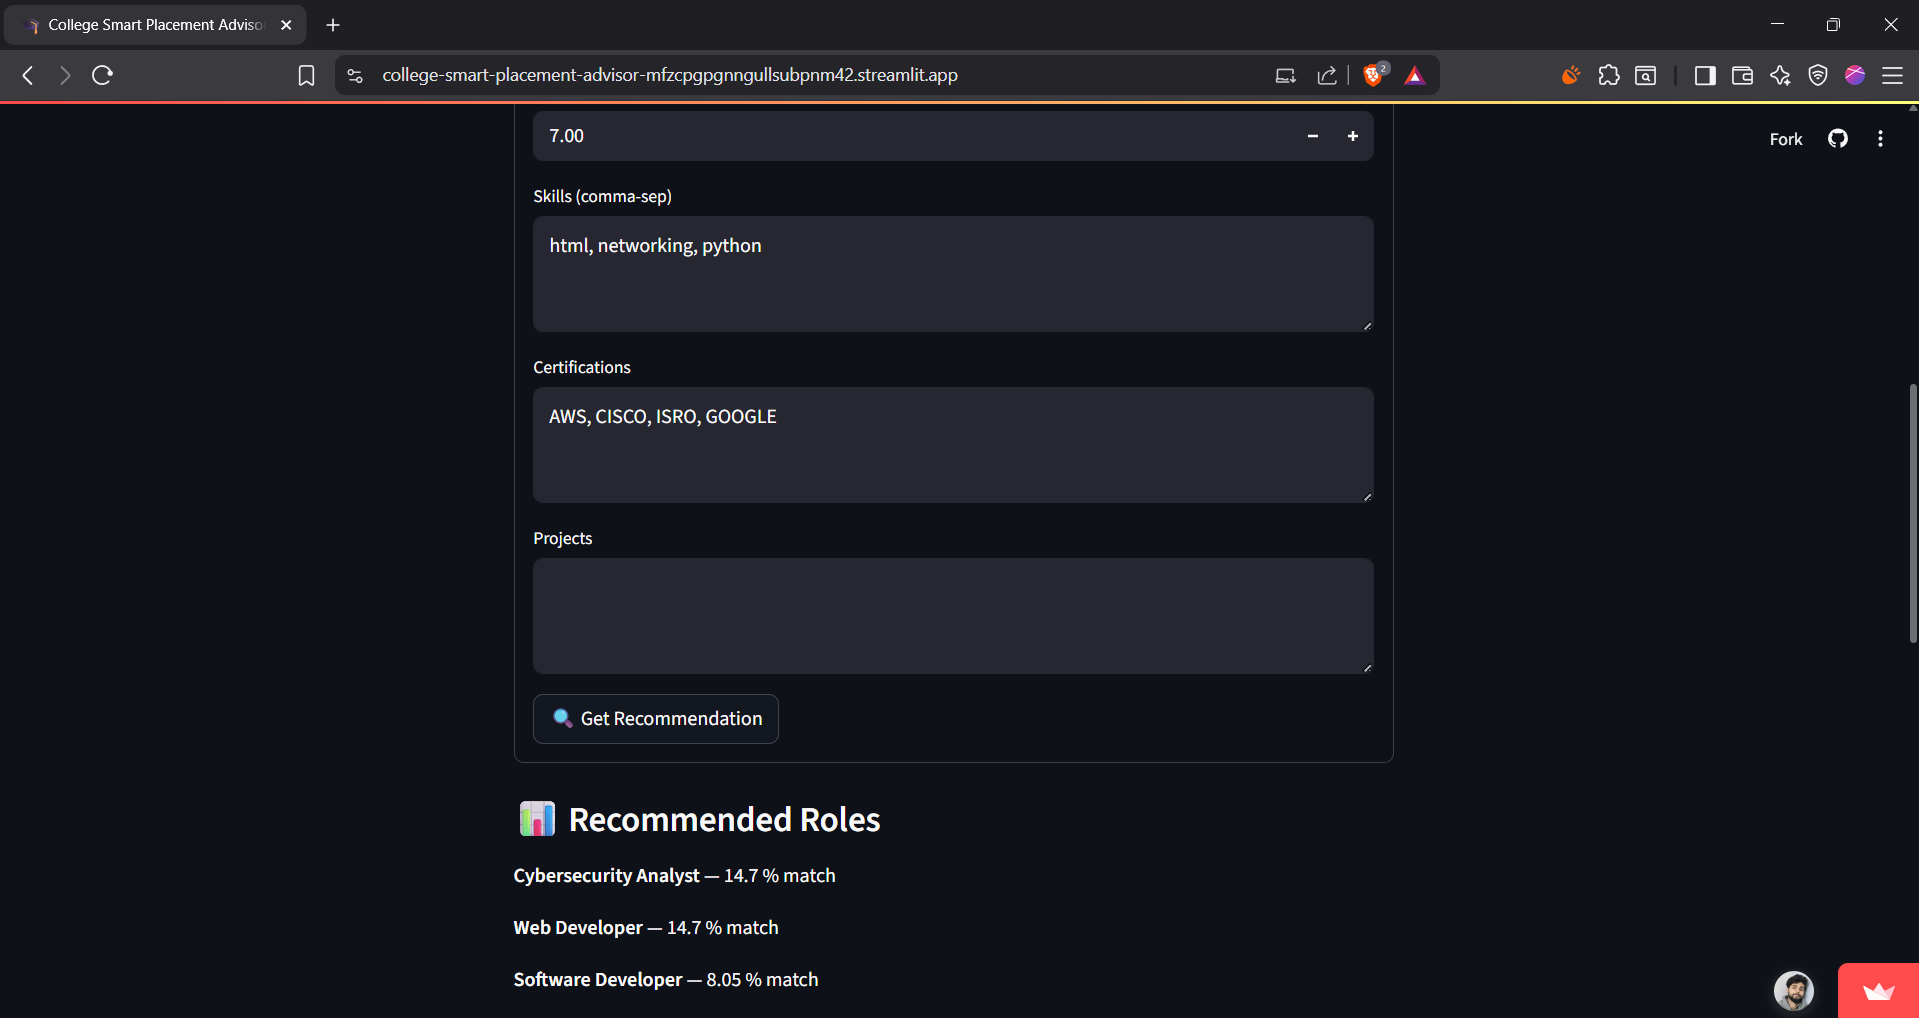 College Smart Placement Adviso
college-smart-placement-advisor-mfzcpgpgnngullsubpnm42.streamlit.app
2
Fork
7.00
Skills (comma-sep)
html, networking, python
Certifications
AWS, CISCO, ISRO, GOOGLE
Projects
Get Recommendation
Recommended Roles
Cybersecurity Analyst — 14.7 % match
Web Developer — 14.7 % match
Software Developer — 8.05 % match